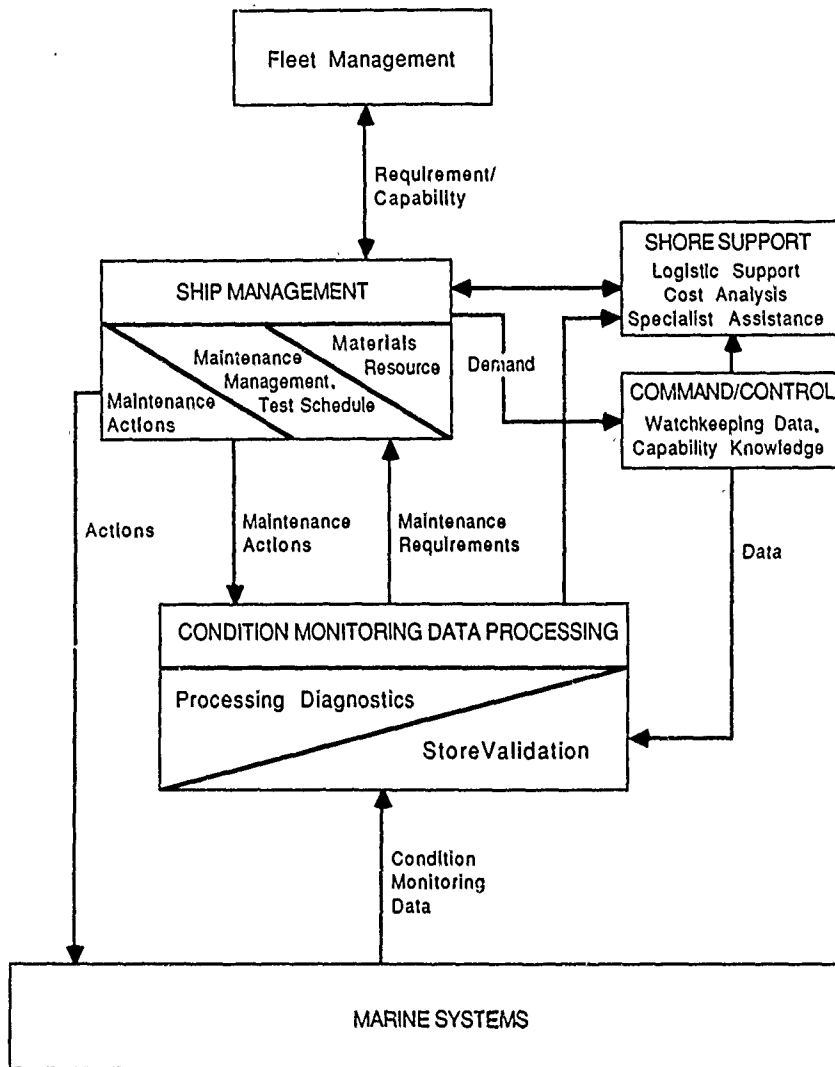 Fleet Management
Requirement/
Capability
SHORE SUPPORT
Logistic Support
Cost Analysis
Specialist Assistance
SHIP MANAGEMENT
Materials
Resource
Maintenance
Management,
Test Schedule
Maintenance
Actions
Demand
COMMAND/CONTROL
Watchkeeping Data,
Capability Knowledge
Actions
Maintenance
Actions
Maintenance
Requirements
Data
CONDITION MONITORING DATA PROCESSING
Processing Diagnostics
StoreValidation
Condition
Monitoring
Data
MARINE SYSTEMS